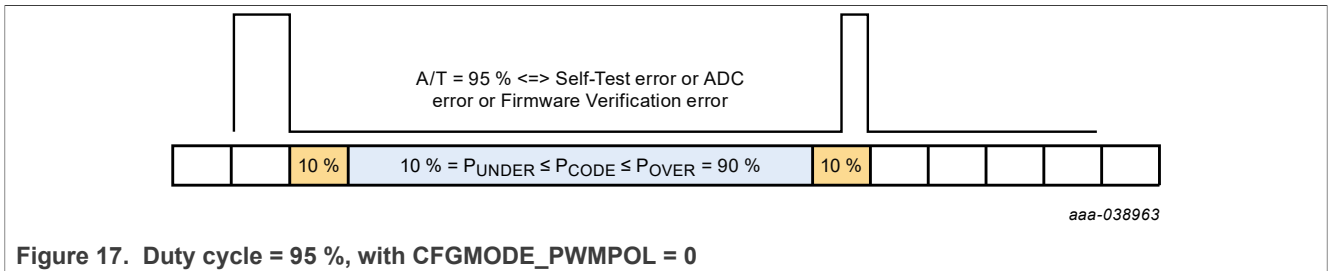 A/T = 95 % <=> Self-Test error or ADC
error or Firmware Verification error
10 % 10 % = PUNDER ≤ PCODE ≤ POVER = 90 % 10 %
aaa-038963
Figure 17. Duty cycle = 95 %, with CFGMODE_PWMPOL = 0